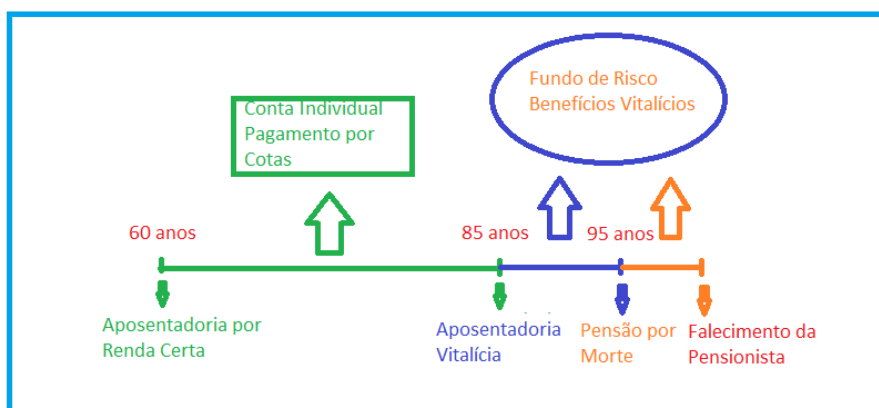 Fundo de Risco
Benefícios Vitalícios
Conta Individual
Pagamento por
Cotas
60 anos
85 anos
95 anos
Aposentadoria por
Renda Certa
Aposentadoria
Vitalícia
Pensão por
Morte
Falecimento da
Pensionista